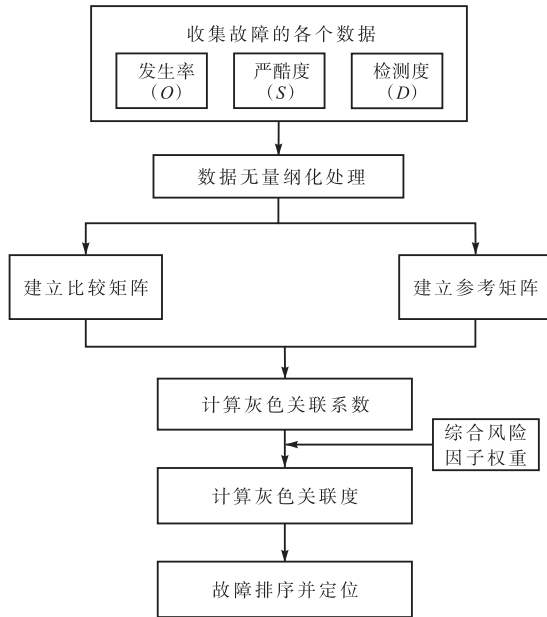 收集故障的各个数据
发生率
(O)
严酷度
(S)
检测度
(D)
数据无量纲化处理
建立比较矩阵
建立参考矩阵
计算灰色关联系数
综合风险
因子权重
计算灰色关联度
故障排序并定位